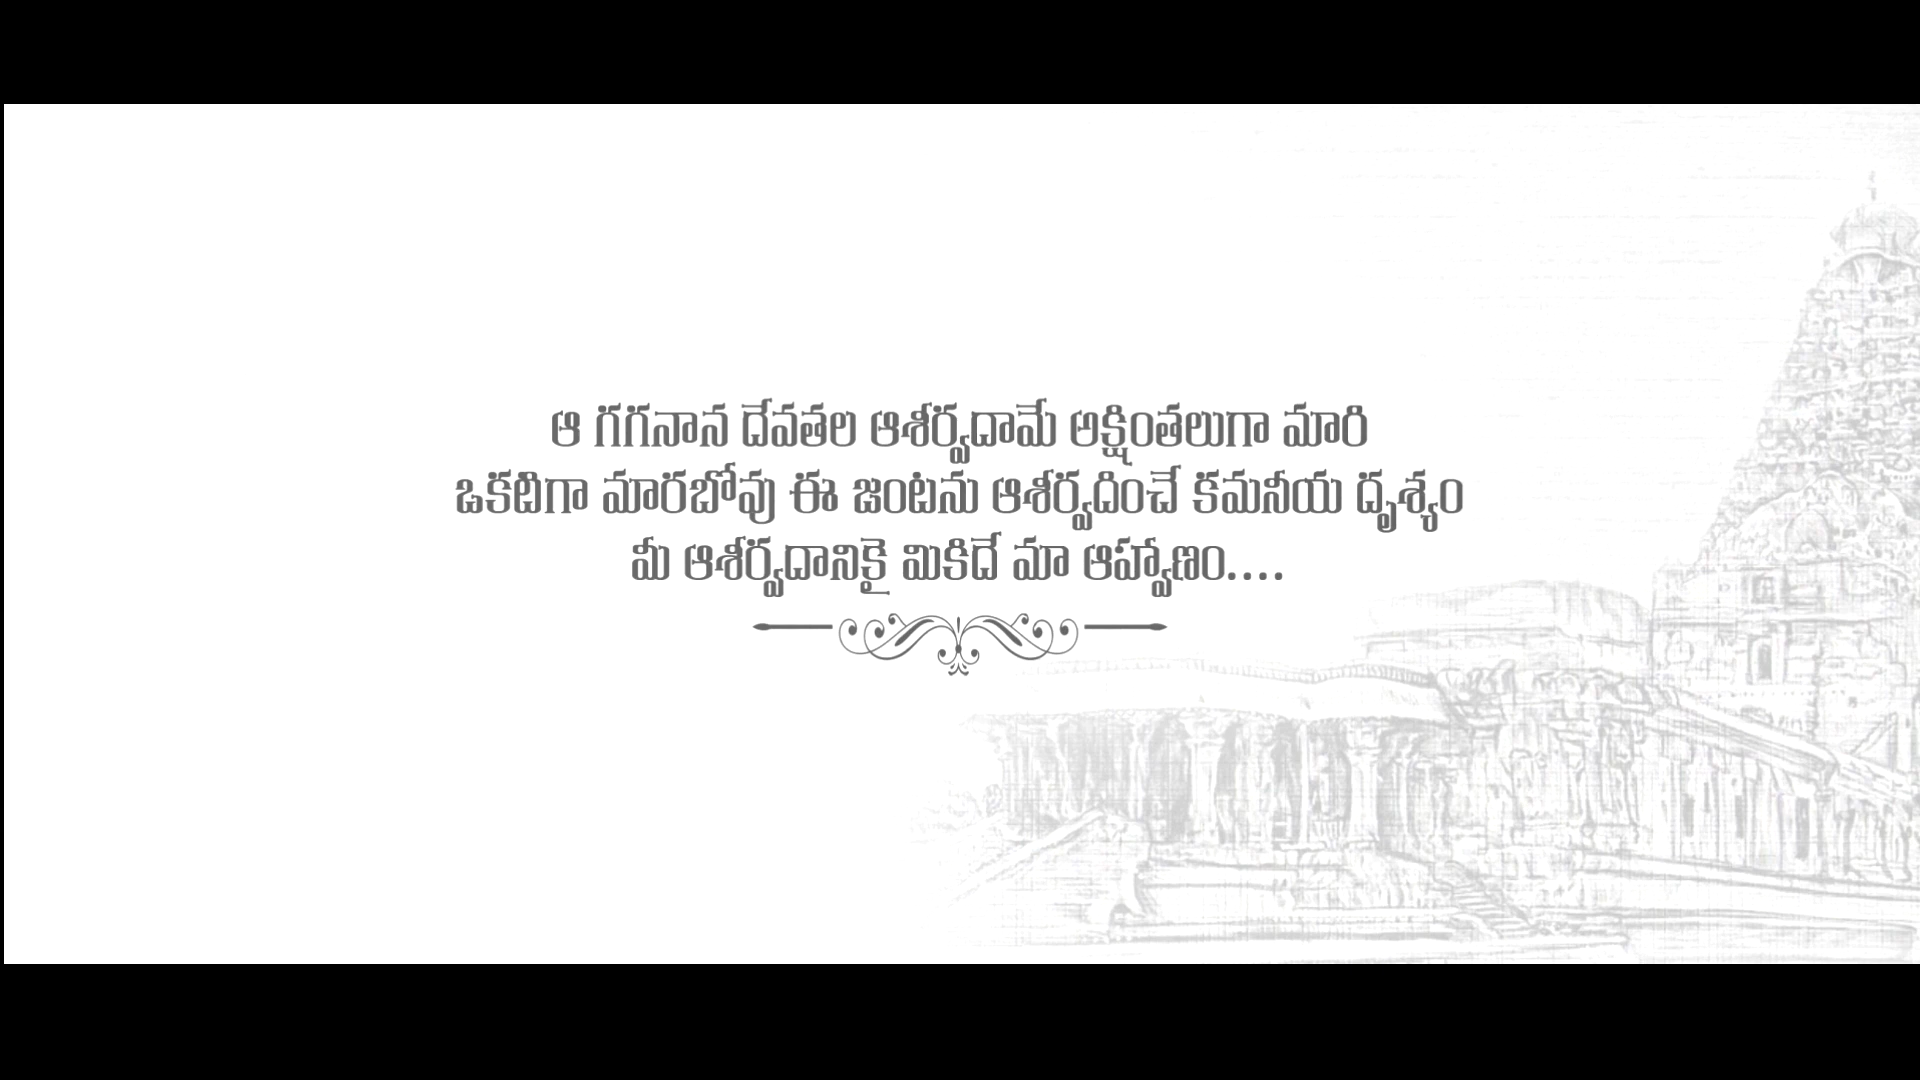 ఆ గగనాన దేవతల ఆశీర్వదామే అక్షింతలుగా మారి
ఒకటిగా మారబోవు ఈ జంటను ఆశీర్వదించే కమనీయ దృశ్యం
మీ ఆశీర్వదానికై మికిదే మా ఆహ్వాణం....